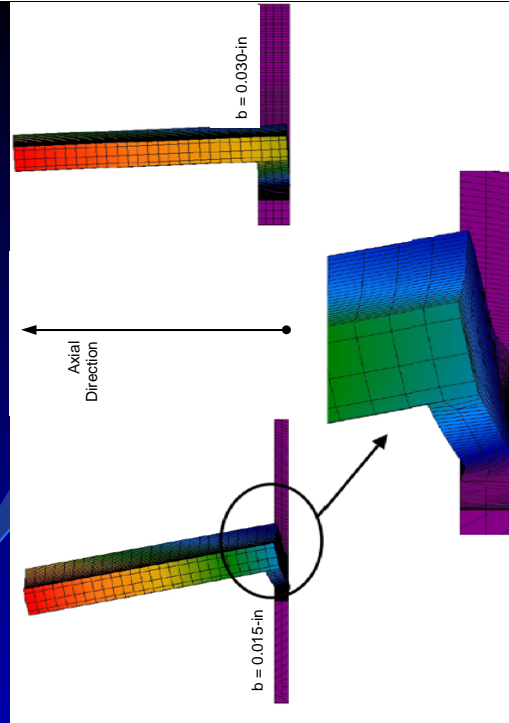 b = 0.030-in
Axial
Direction
b = 0.015-in